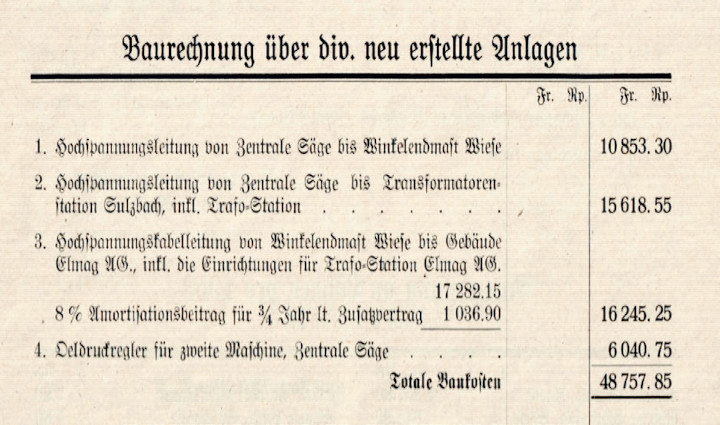 Baurechnung über div. neu erstellte Anlagen
Fr. Rp. Fr. Rp.
1. Hochspannungsleitung von Zentrale Säge bis Winkelendmast Wiese 10 853. 30
2. Hochspannungsleitung von Zentrale Säge bis Transformatoren-
station Sulzbach, inkl. Trafo-Station . . . . . . . 15 618. 55
3. Hochspannungskabelleitung von Winkelendmast Wiese bis Gebäude
Elmag AG., inkl. die Einrichtungen für Trafo-Station Elmag AG.
17 282.15
8 % Amortisationsbeitrag für ¾ Jahr lt. Zusatzvertrag 1 036.90 16 245. 25
4. Oeldruckregler für zweite Maschine, Zentrale Säge . . . . 6 040. 75
Totale Baukosten 48 757. 85